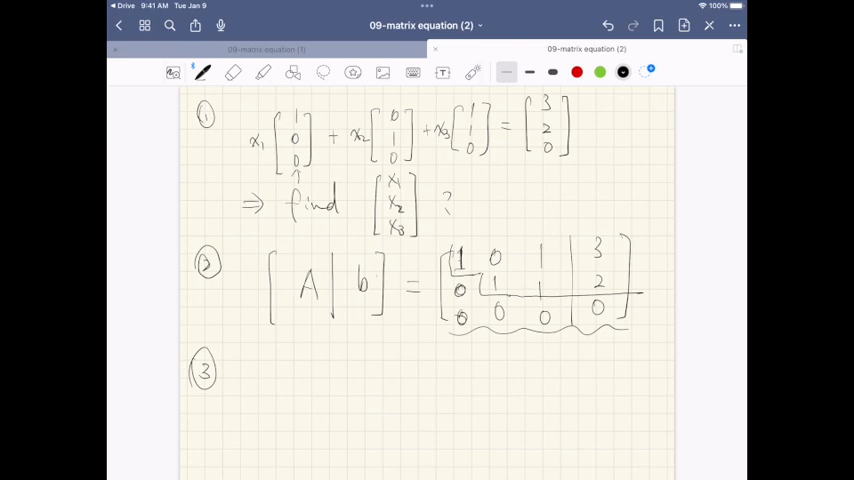 Drive 9:41 AM Tue Jan 9 100%
09-matrix equation (2)
09-matrix equation (1) 09-matrix equation (2)
① x₁ [1 0 0] + x₂ [0 1 0] + x₃ [1 1 0] = [3 2 0]
⇒ find [x₁ x₂ x₃] ?
② [A | b] = [1 0 1 | 3
0 1 1 | 2
0 0 0 | 0]
③